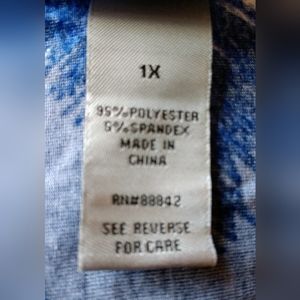 1X
95%POLYESTER
5%SPANDEX
MADE IN
CHINA
RN#88842
SEE REVERSE
FOR CARE